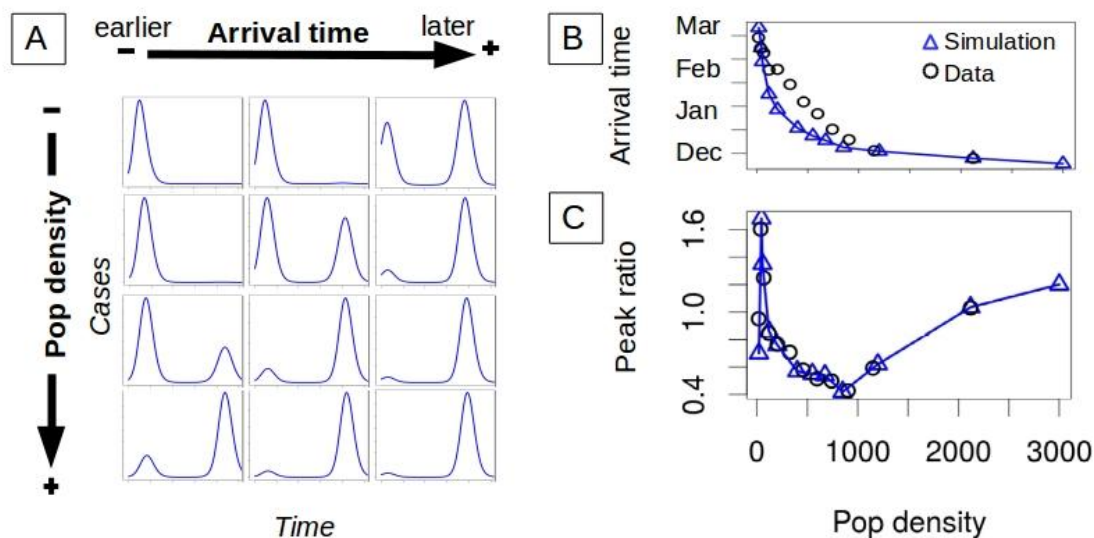 A
earlier
Arrival time
later
-
+
-
Pop density
+
Cases
Time
B
Arrival time
Mar
Feb
Jan
Dec
Simulation
Data
C
Peak ratio
1.6
1.0
0.4
0 1000 2000 3000
Pop density